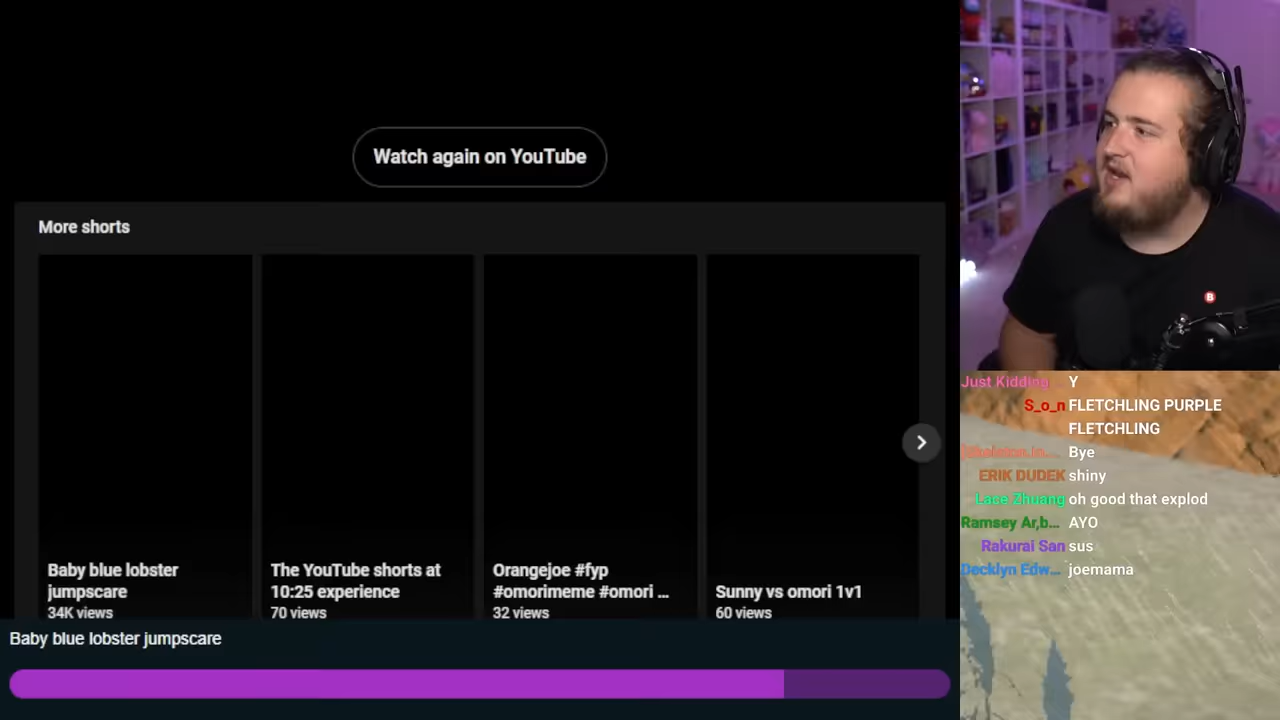 Watch again on YouTube
More shorts
Baby blue lobster
jumpscare
34K views
The YouTube shorts at
10:25 experience
70 views
Orangejoe #fyp
#omorimeme #omori ...
32 views
Sunny vs omori 1v1
60 views
Baby blue lobster jumpscare
B
Just Kidding Y
S_o_n FLETCHLING PURPLE
FLETCHLING
Bye
ERIK DUDEK shiny
Lace Zhuang oh good that explod
Ramsey Ar,b... AYO
Rakurai San sus
Decklyn Edw... joemama